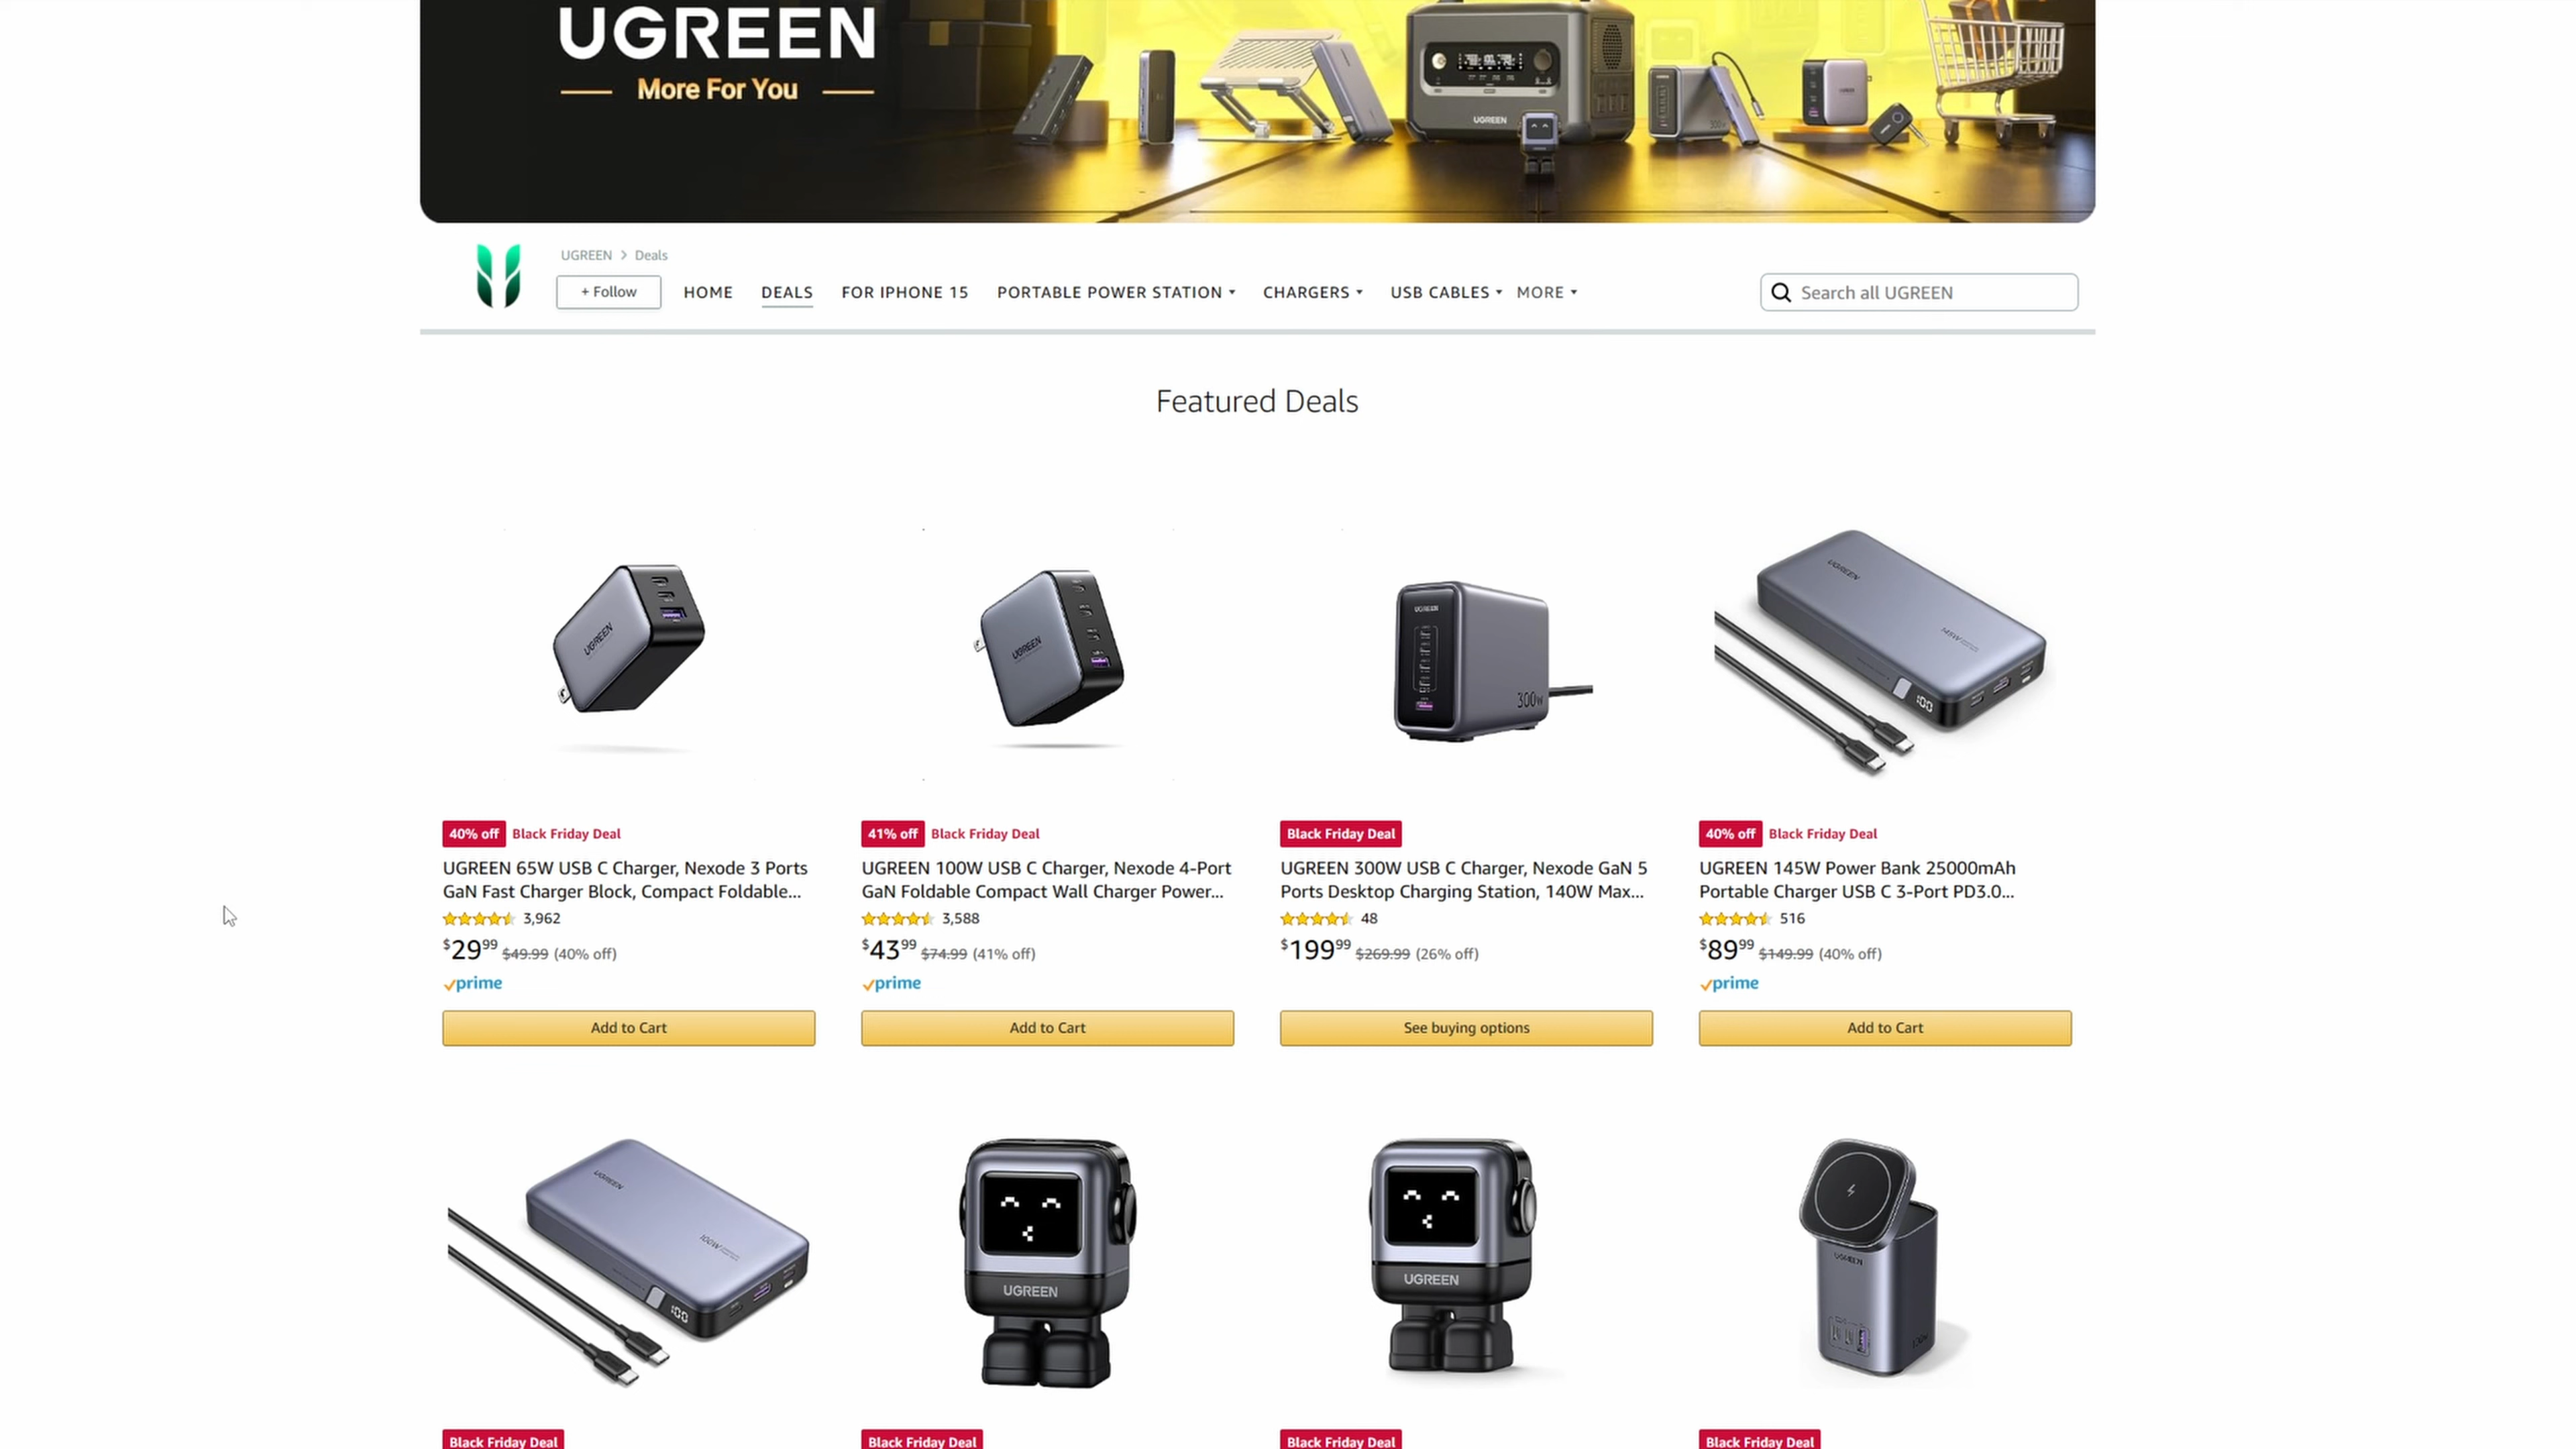 UGREEN
More For You
UGREEN
300W
UGREEN > Deals
+ Follow
HOME
DEALS
FOR IPHONE 15
PORTABLE POWER STATION
CHARGERS
USB CABLES
MORE
Search all UGREEN
Featured Deals
UGREEN
UGREEN
UGREEN
300W
UGREEN
145W
100
40% off Black Friday Deal
UGREEN 65W USB C Charger, Nexode 3 Ports
GaN Fast Charger Block, Compact Foldable...
3,962
$29.99 $49.99 (40% off)
prime
Add to Cart
41% off Black Friday Deal
UGREEN 100W USB C Charger, Nexode 4-Port
GaN Foldable Compact Wall Charger Power...
3,588
$43.99 $74.99 (41% off)
prime
Add to Cart
Black Friday Deal
UGREEN 300W USB C Charger, Nexode GaN 5
Ports Desktop Charging Station, 140W Max...
48
$199.99 $269.99 (26% off)
See buying options
40% off Black Friday Deal
UGREEN 145W Power Bank 25000mAh
Portable Charger USB C 3-Port PD3.0...
516
$89.99 $149.99 (40% off)
prime
Add to Cart
UGREEN
100W
100
UGREEN
UGREEN
UGREEN
Black Friday Deal
Black Friday Deal
Black Friday Deal
Black Friday Deal